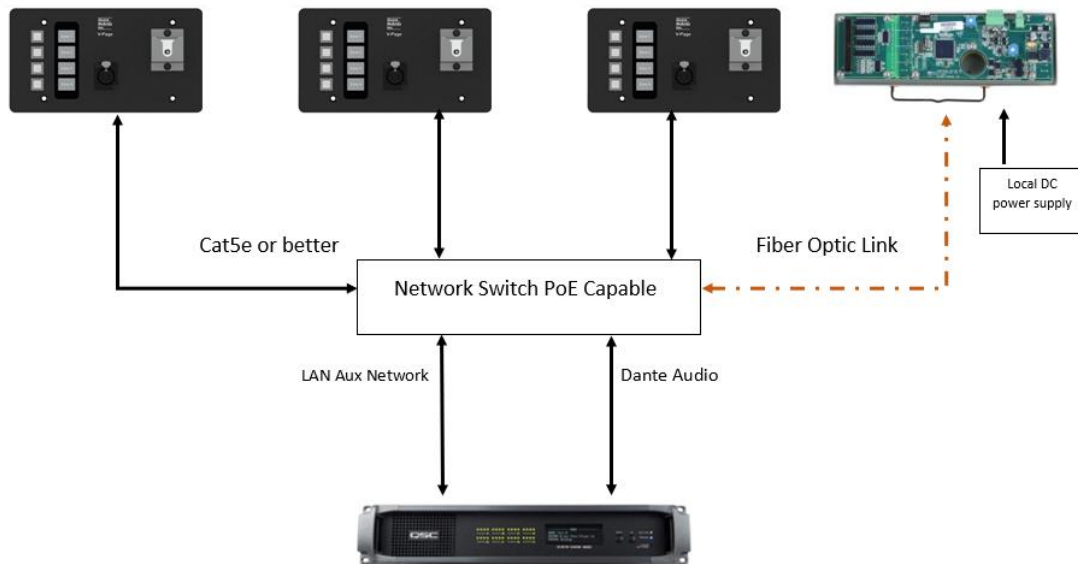 Local DC
power supply
Cat5e or better
Fiber Optic Link
Network Switch PoE Capable
LAN Aux Network
Dante Audio
QSC